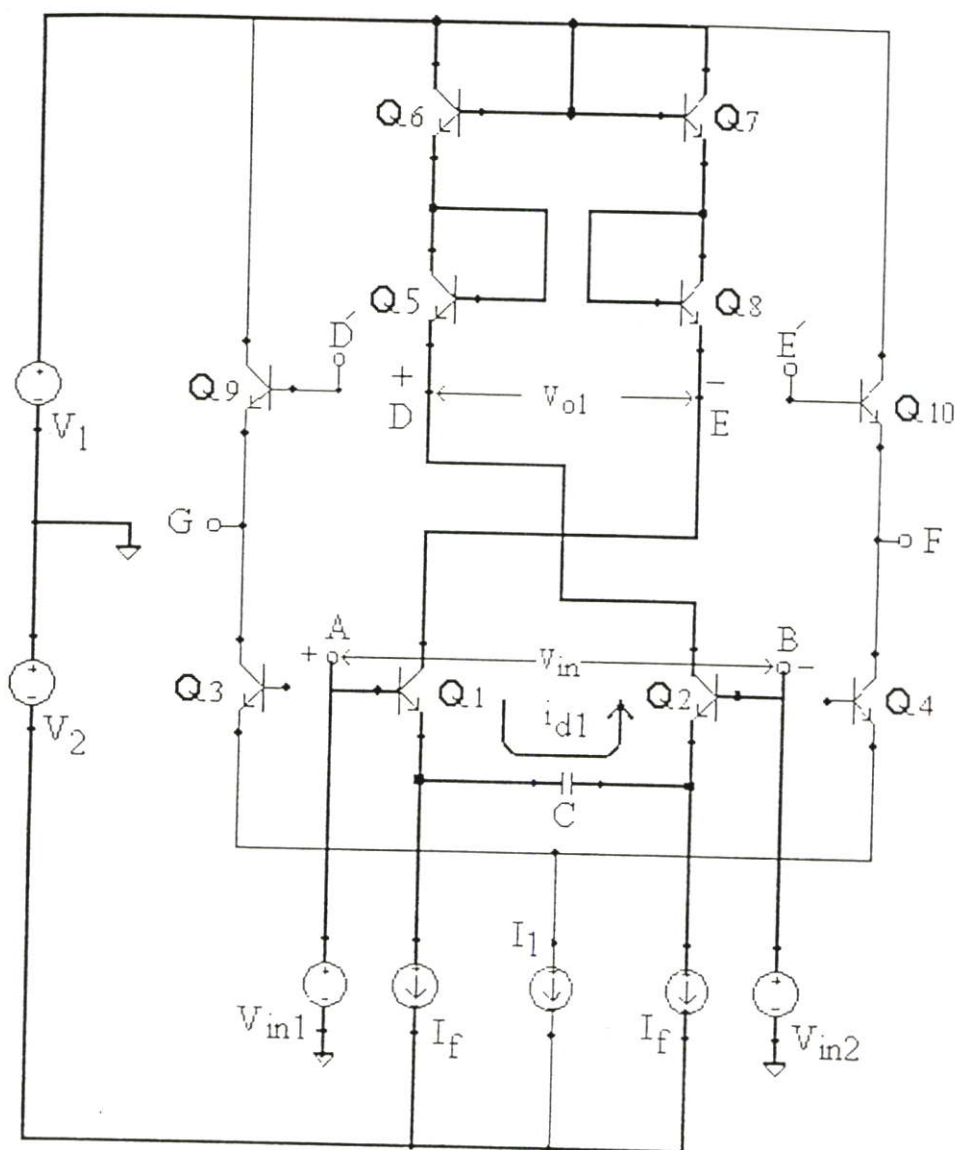 Q6
Q7
Q5
Q8
D´
E´
Q9
Q10
+
Vo1
−
D
E
V1
G
F
A
B
+
Vin
−
Q3
Q1
id1
Q2
Q4
V2
C
I1
Vin1
If
If
Vin2